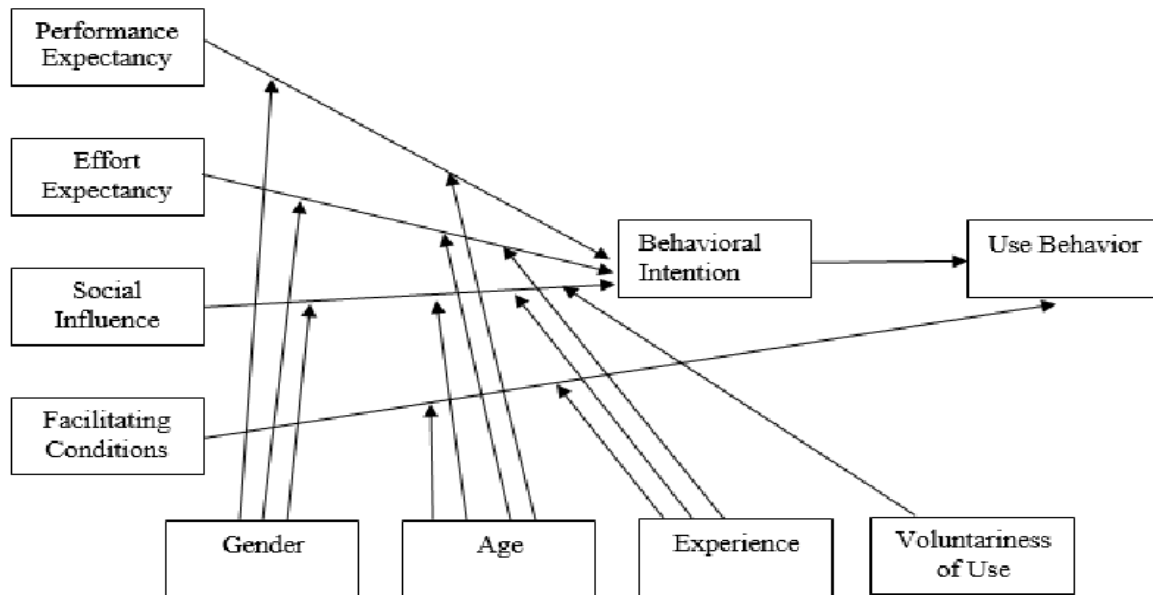 Performance
Expectancy
Effort
Expectancy
Social
Influence
Facilitating
Conditions
Behavioral
Intention
Use Behavior
Gender
Age
Experience
Voluntariness
of Use